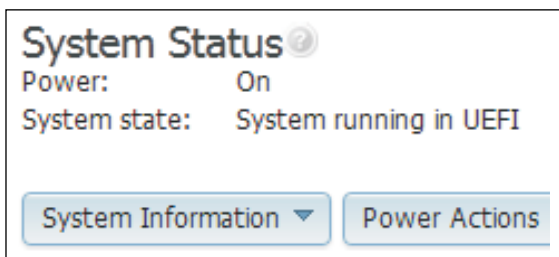 System Status
Power: On
System state: System running in UEFI
System Information Power Actions